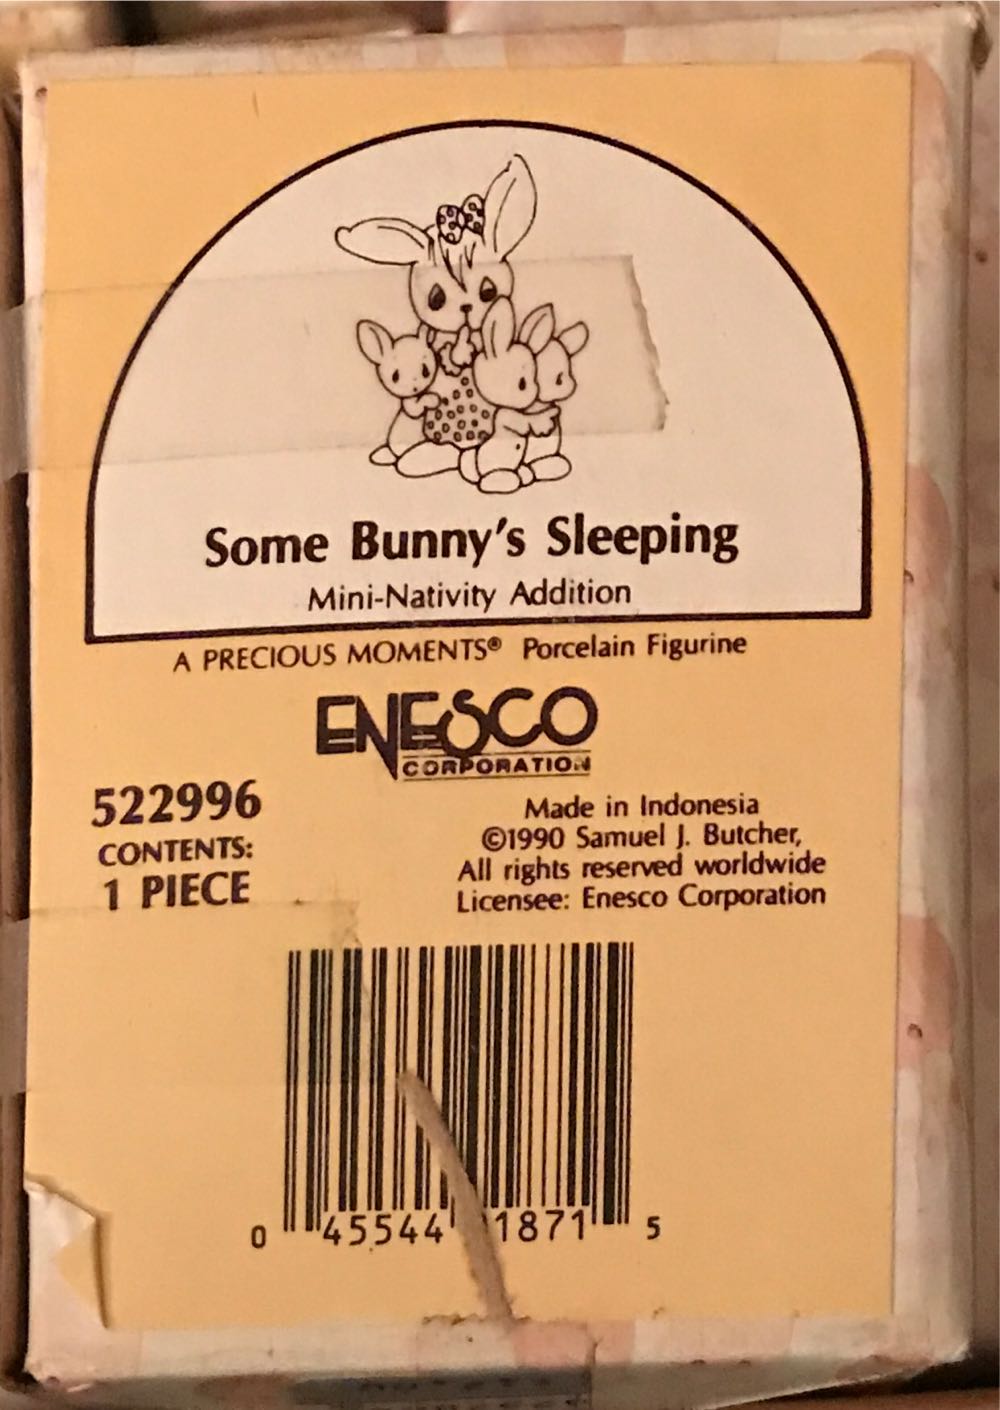 Some Bunny's Sleeping
Mini-Nativity Addition
A PRECIOUS MOMENTS® Porcelain Figurine
ENESCO
CORPORATION
522996
CONTENTS:
1 PIECE
Made in Indonesia
©1990 Samuel J. Butcher,
All rights reserved worldwide
Licensee: Enesco Corporation
0 45544 1871 5